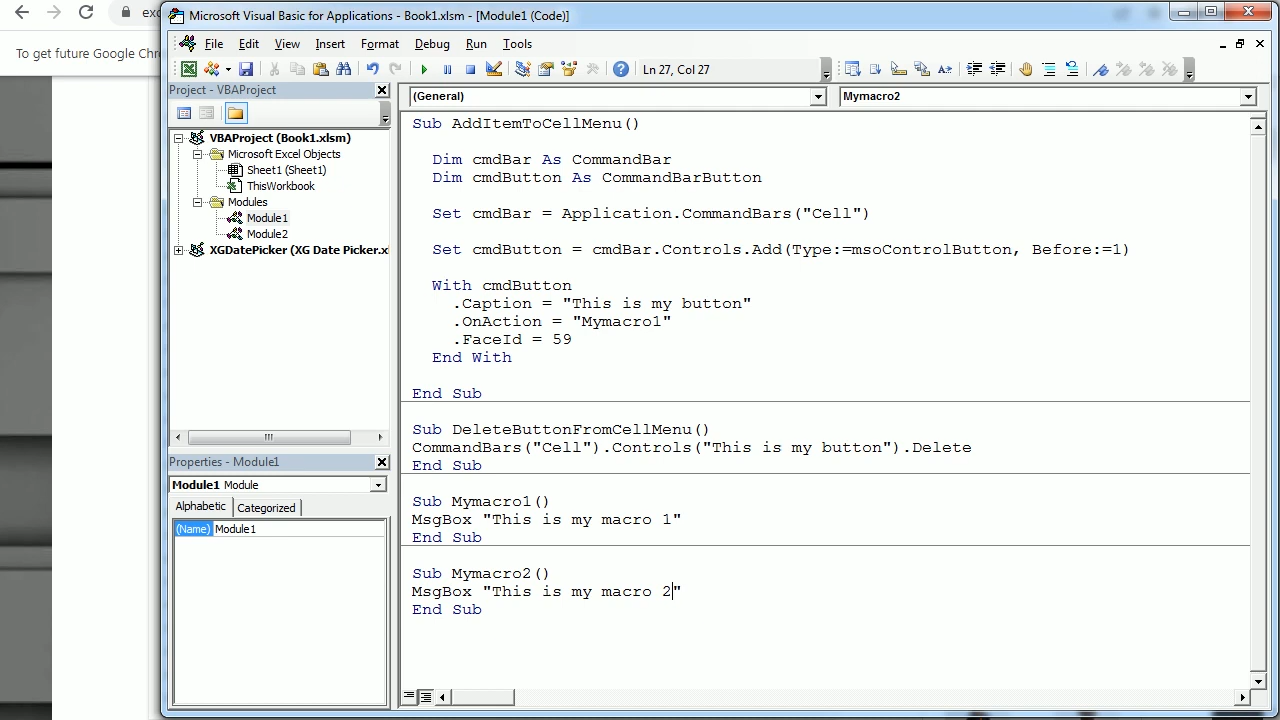 exc
To get future Google Chro
Microsoft Visual Basic for Applications - Book1.xlsm - [Module1 (Code)]
File Edit View Insert Format Debug Run Tools
Ln 27, Col 27
Project - VBAProject
VBAProject (Book1.xlsm)
Microsoft Excel Objects
Sheet1 (Sheet1)
ThisWorkbook
Modules
Module1
Module2
XGDatePicker (XG Date Picker.x
Properties - Module1
Module1 Module
Alphabetic Categorized
(Name) Module1
(General) Mymacro2
Sub AddItemToCellMenu()
Dim cmdBar As CommandBar
Dim cmdButton As CommandBarButton
Set cmdBar = Application.CommandBars("Cell")
Set cmdButton = cmdBar.Controls.Add(Type:=msoControlButton, Before:=1)
With cmdButton
.Caption = "This is my button"
.OnAction = "Mymacro1"
.FaceId = 59
End With
End Sub
Sub DeleteButtonFromCellMenu()
CommandBars("Cell").Controls("This is my button").Delete
End Sub
Sub Mymacro1()
MsgBox "This is my macro 1"
End Sub
Sub Mymacro2()
MsgBox "This is my macro 2"
End Sub